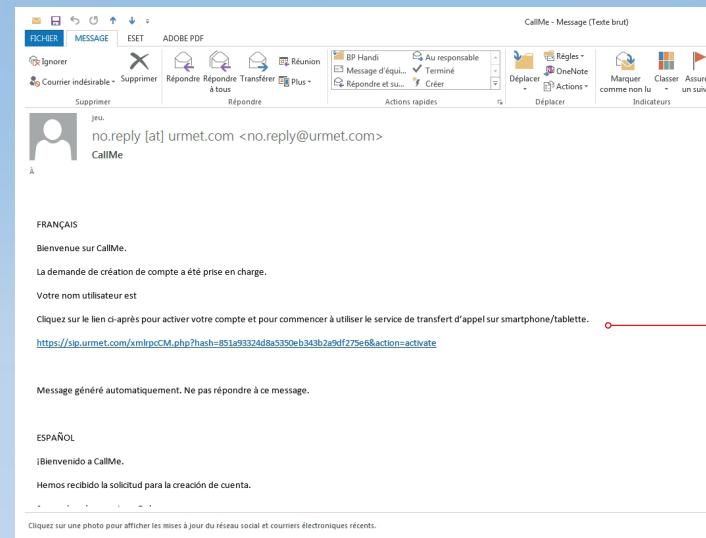 CallMe - Message (Texte brut)
FICHIER MESSAGE ESET ADOBE PDF
Ignorer
Courrier indésirable
Supprimer
Répondre Répondre à tous Transférer
Réunion
Plus
BP Handi
Message d'équi...
Répondre et su...
Au responsable
Terminé
Créer
Déplacer
Règles
OneNote
Actions
Marquer comme non lu
Classer
Assure
un suiv
Supprimer Répondre Actions rapides Déplacer Indicateurs
jeu.
no.reply [at] urmet.com <no.reply@urmet.com>
CallMe
À
FRANÇAIS
Bienvenue sur CallMe.
La demande de création de compte a été prise en charge.
Votre nom utilisateur est
Cliquez sur le lien ci-après pour activer votre compte et pour commencer à utiliser le service de transfert d'appel sur smartphone/tablette.
https://sip.urmet.com/xmlrpcCM.php?hash=851a93324d8a5350eb343b2a9df275e6&action=activate
Message généré automatiquement. Ne pas répondre à ce message.
ESPAÑOL
¡Bienvenido a CallMe.
Hemos recibido la solicitud para la creación de cuenta.
Cliquez sur une photo pour afficher les mises à jour du réseau social et courriers électroniques récents.